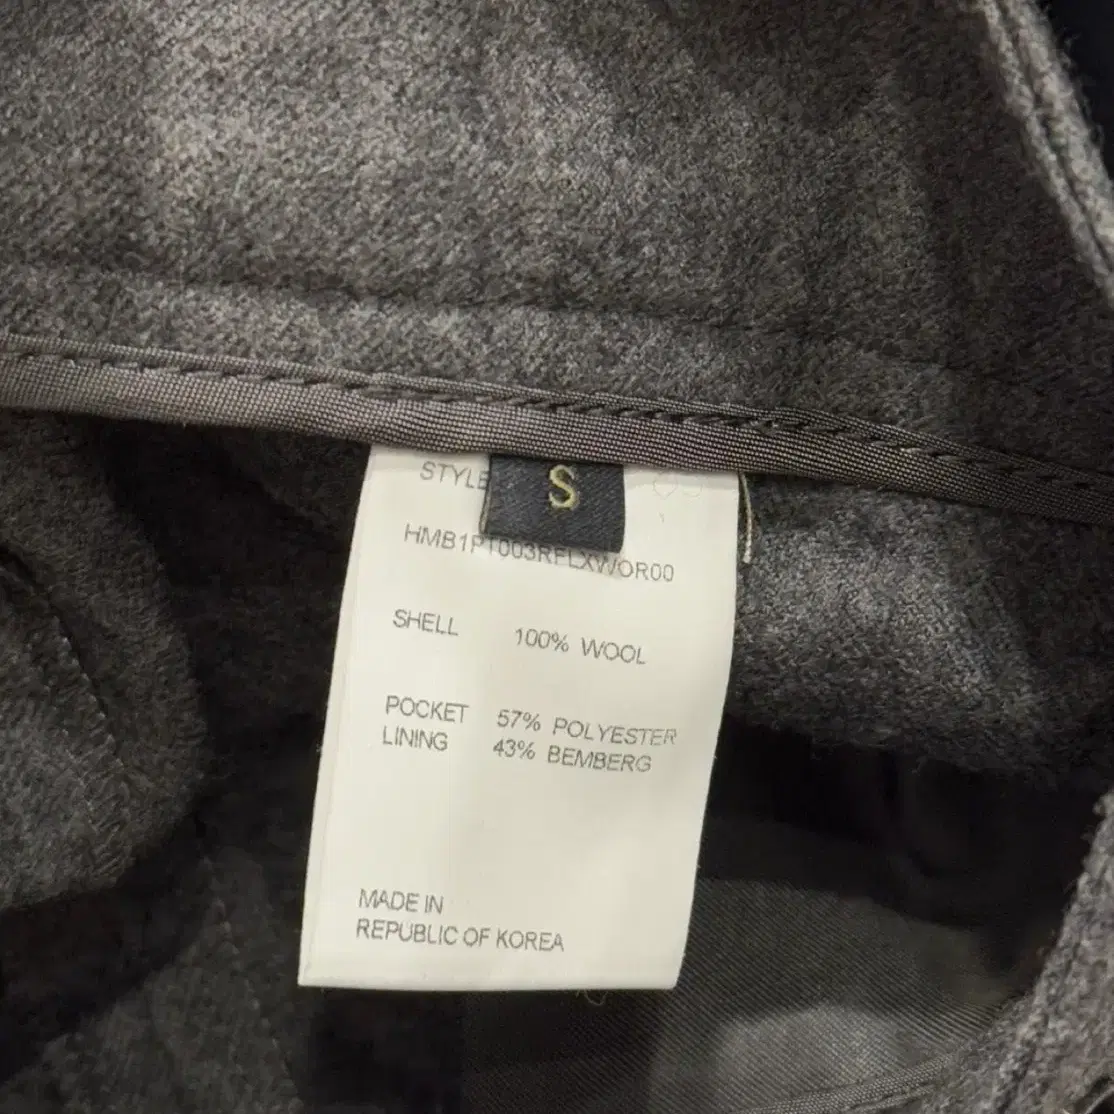 STYLE
S
HMB1PT003RFLXWOR00
SHELL 100% WOOL
POCKET 57% POLYESTER
LINING 43% BEMBERG
MADE IN
REPUBLIC OF KOREA